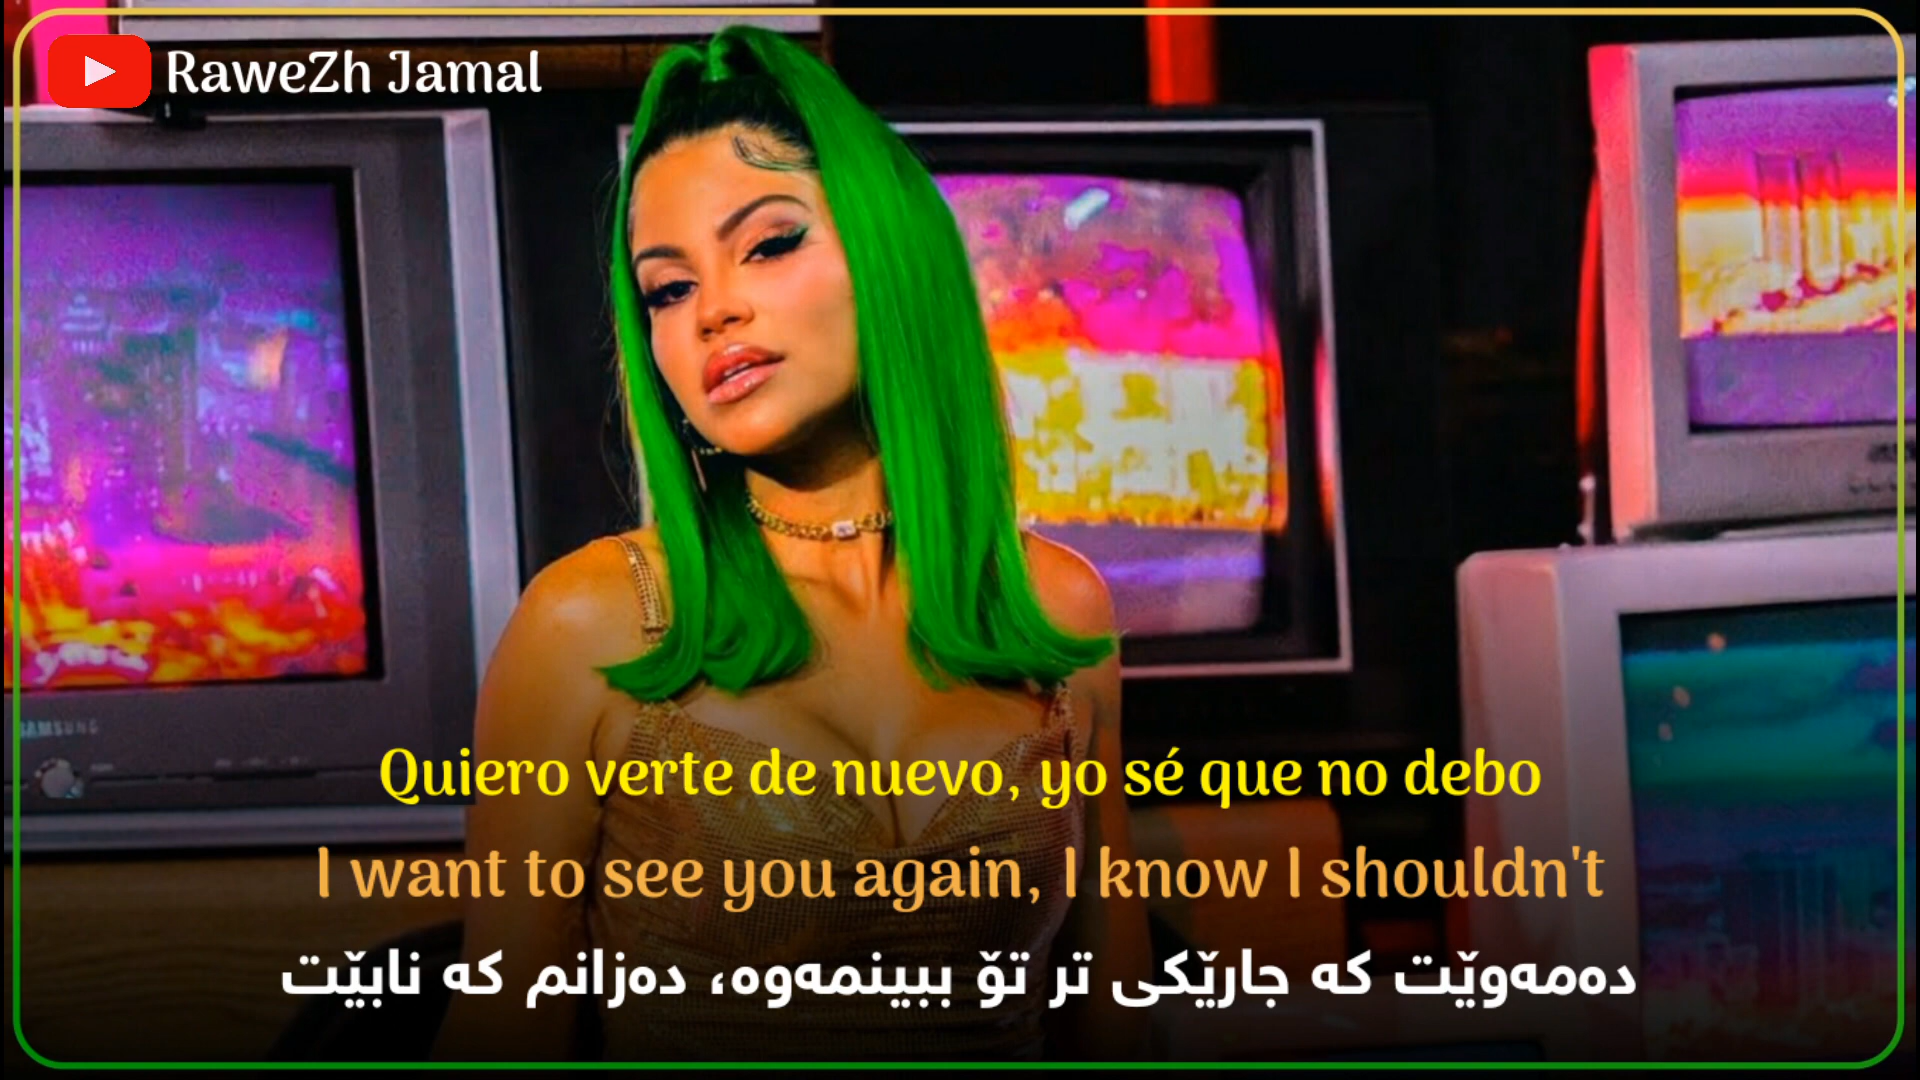 RaweZh Jamal
SAMSUNG
Quiero verte de nuevo, yo sé que no debo
I want to see you again, I know I shouldn't
دەمەوێت کە جارێکی تر تۆ ببینمەوە، دەزانم کە نابێت